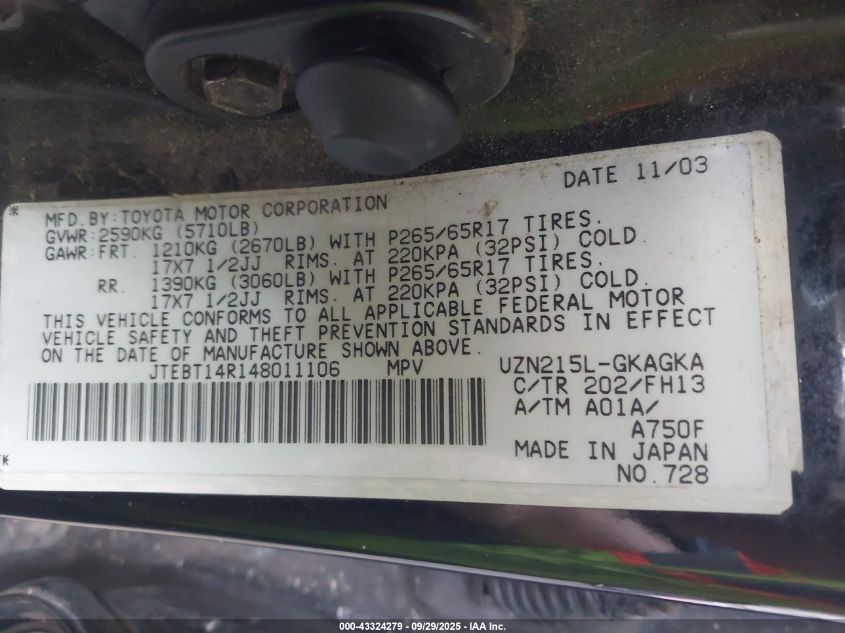 DATE 11/03
MFD. BY: TOYOTA MOTOR CORPORATION
GVWR: 2590KG (5710LB)
GAWR: FRT. 1210KG (2670LB) WITH P265/65R17 TIRES.
17X7 1/2JJ RIMS. AT 220KPA (32PSI) COLD.
RR. 1390KG (3060LB) WITH P265/65R17 TIRES.
17X7 1/2JJ RIMS. AT 220KPA (32PSI) COLD.
THIS VEHICLE CONFORMS TO ALL APPLICABLE FEDERAL MOTOR
VEHICLE SAFETY AND THEFT PREVENTION STANDARDS IN EFFECT
ON THE DATE OF MANUFACTURE SHOWN ABOVE.
JTEBT14R148011106 MPV UZN215L-GKAGKA
C/TR 202/FH13
A/TM A01A/
A750F
MADE IN JAPAN
NO.728
000-43324279 - 09/29/2025 - IAA Inc.